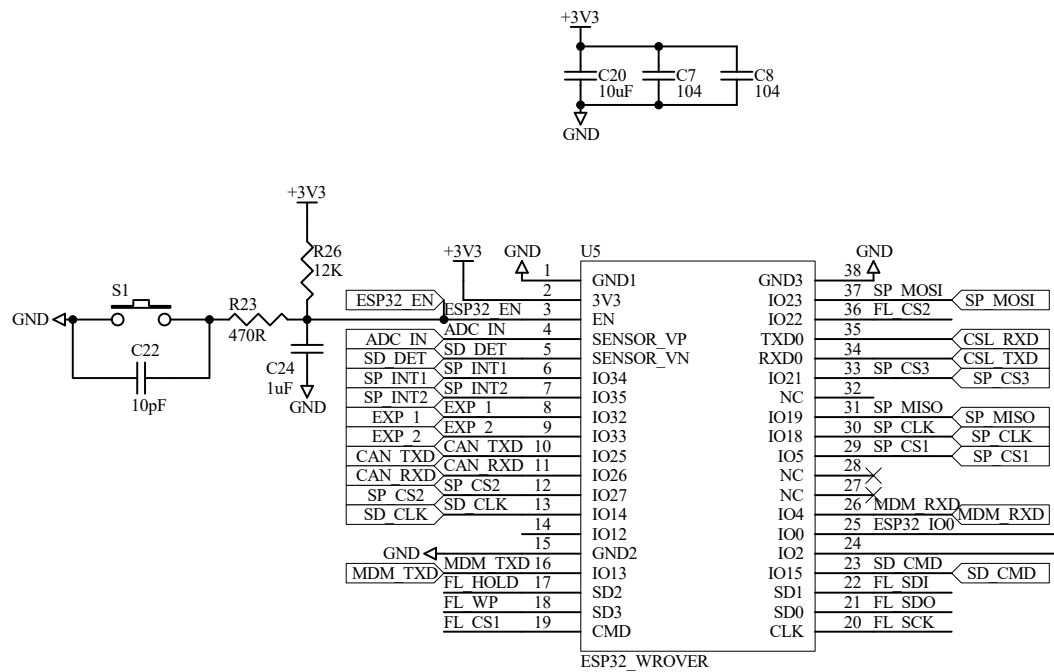 +3V3
C20
10uF
C7
104
C8
104
GND
+3V3
R26
12K
+3V3
GND
U5
GND
S1
GND
R23
470R
C22
10pF
C24
1uF
GND
ESP32_EN
ESP32_EN
1 GND1
2 3V3
3 EN
ADC_IN ADC_IN 4 SENSOR_VP
SD_DET SD_DET 5 SENSOR_VN
SP_INT1 SP_INT1 6 IO34
SP_INT2 SP_INT2 7 IO35
EXP_1 EXP_1 8 IO32
EXP_2 EXP_2 9 IO33
CAN_TXD CAN_TXD 10 IO25
CAN_RXD CAN_RXD 11 IO26
SP_CS2 SP_CS2 12 IO27
SD_CLK SD_CLK 13 IO14
14 IO12
GND 15 GND2
MDM_TXD MDM_TXD 16 IO13
FL_HOLD 17 SD2
FL_WP 18 SD3
FL_CS1 19 CMD
GND3 38
IO23 37 SP_MOSI SP_MOSI
IO22 36 FL_CS2
TXD0 35 CSL_RXD
RXD0 34 CSL_TXD
IO21 33 SP_CS3 SP_CS3
NC 32
IO19 31 SP_MISO SP_MISO
IO18 30 SP_CLK SP_CLK
IO5 29 SP_CS1 SP_CS1
NC 28
NC 27
IO4 26 MDM_RXD MDM_RXD
IO0 25 ESP32_IO0
IO2 24
IO15 23 SD_CMD SD_CMD
SD1 22 FL_SDI
SD0 21 FL_SDO
CLK 20 FL_SCK
ESP32_WROVER